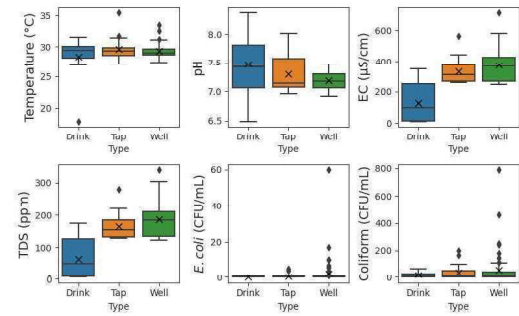 Temperature (°C)
35
30
25
20
Drink Tap Well
Type
pH
8.0
7.5
7.0
6.5
Drink Tap Well
Type
EC (µS/cm)
600
400
200
0
Drink Tap Well
Type
TDS (ppm)
300
200
100
0
Drink Tap Well
Type
E. coli (CFU/mL)
60
40
20
0
Drink Tap Well
Type
Coliform (CFU/mL)
800
600
400
200
0
Drink Tap Well
Type